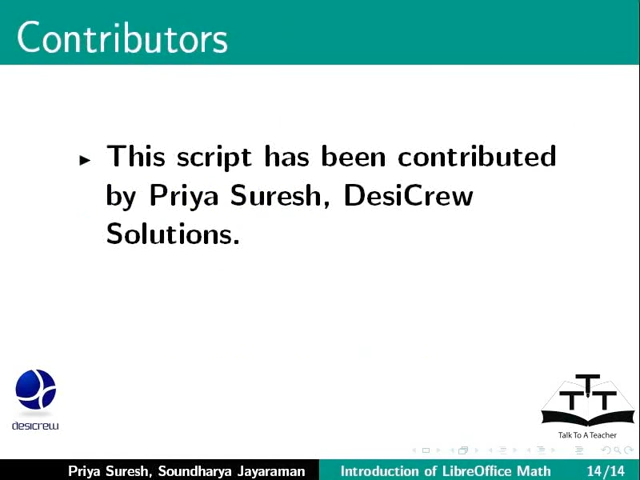 Contributors
This script has been contributed
by Priya Suresh, DesiCrew
Solutions.
desicrew
TTT
Talk To A Teacher
Priya Suresh, Soundharya Jayaraman
Introduction of LibreOffice Math
14/14